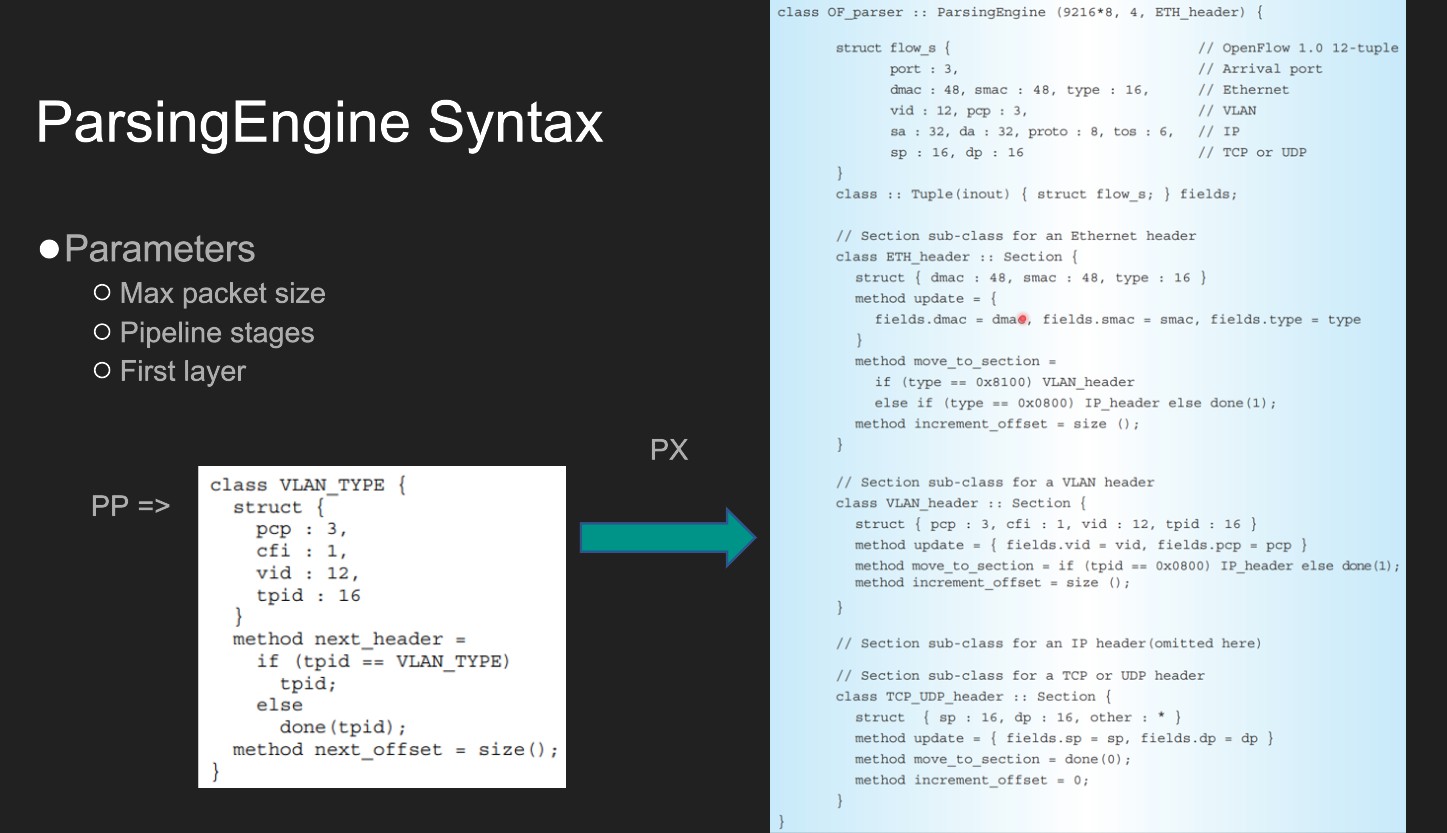 ParsingEngine Syntax
Parameters
Max packet size
Pipeline stages
First layer
PP =>
class VLAN_TYPE {
struct {
pcp : 3,
cfi : 1,
vid : 12,
tpid : 16
}
method next_header =
if (tpid == VLAN_TYPE)
tpid;
else
done(tpid);
method next_offset = size();
}
PX
class OF_parser :: ParsingEngine (9216*8, 4, ETH_header) {
struct flow_s { // OpenFlow 1.0 12-tuple
port : 3, // Arrival port
dmac : 48, smac : 48, type : 16, // Ethernet
vid : 12, pcp : 3, // VLAN
sa : 32, da : 32, proto : 8, tos : 6, // IP
sp : 16, dp : 16 // TCP or UDP
}
class :: Tuple(inout) { struct flow_s; } fields;
// Section sub-class for an Ethernet header
class ETH_header :: Section {
struct { dmac : 48, smac : 48, type : 16 }
method update = {
fields.dmac = dmac, fields.smac = smac, fields.type = type
}
method move_to_section =
if (type == 0x8100) VLAN_header
else if (type == 0x0800) IP_header else done(1);
method increment_offset = size ();
}
// Section sub-class for a VLAN header
class VLAN_header :: Section {
struct { pcp : 3, cfi : 1, vid : 12, tpid : 16 }
method update = { fields.vid = vid, fields.pcp = pcp }
method move_to_section = if (tpid == 0x0800) IP_header else done(1);
method increment_offset = size ();
}
// Section sub-class for an IP header(omitted here)
// Section sub-class for a TCP or UDP header
class TCP_UDP_header :: Section {
struct { sp : 16, dp : 16, other : * }
method update = { fields.sp = sp, fields.dp = dp }
method move_to_section = done(0);
method increment_offset = 0;
}
}